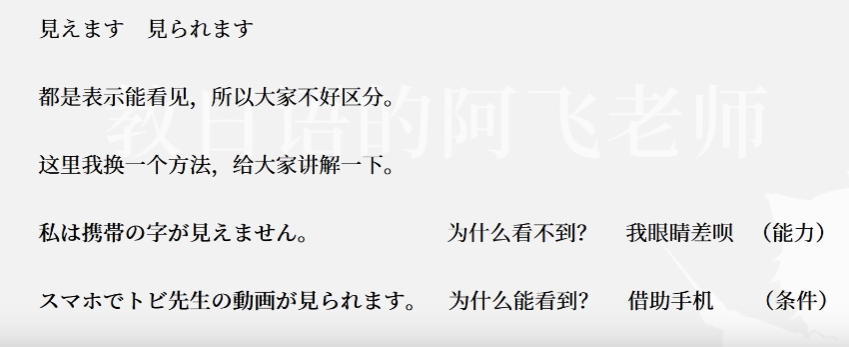 見えます　見られます
教日语的阿飞老师
都是表示能看见，所以大家不好区分。
这里我换一个方法，给大家讲解一下。
私は携帯の字が見えません。　为什么看不到？　我眼睛差呗　（能力）
スマホでトビ先生の動画が見られます。　为什么能看到？　借助手机　（条件）